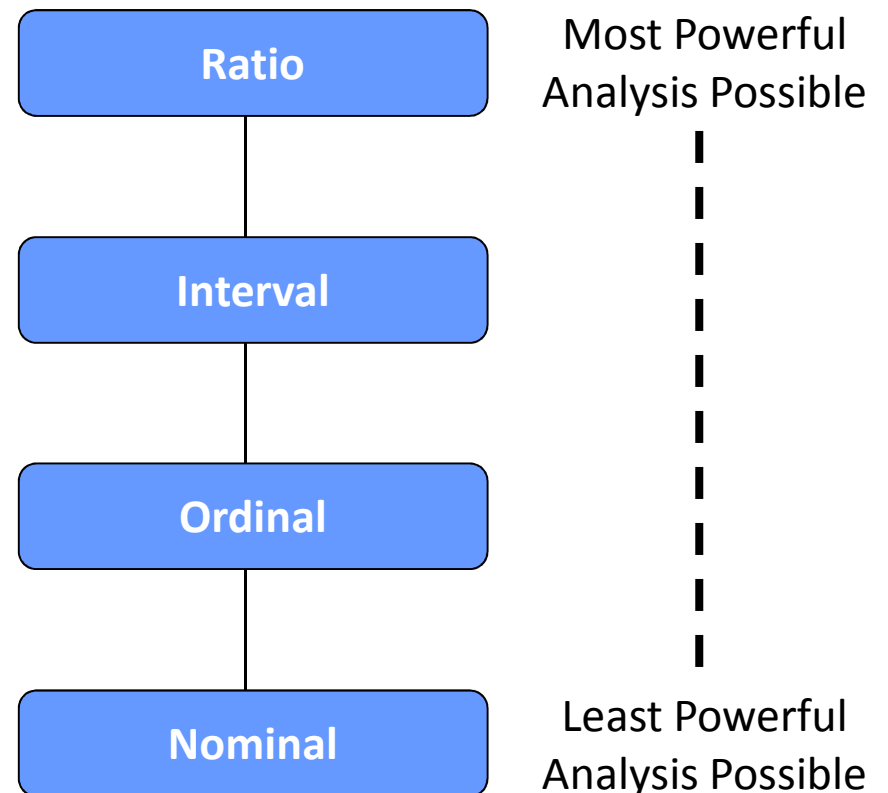 Ratio
Most Powerful
Analysis Possible
Interval
Ordinal
Nominal
Least Powerful
Analysis Possible